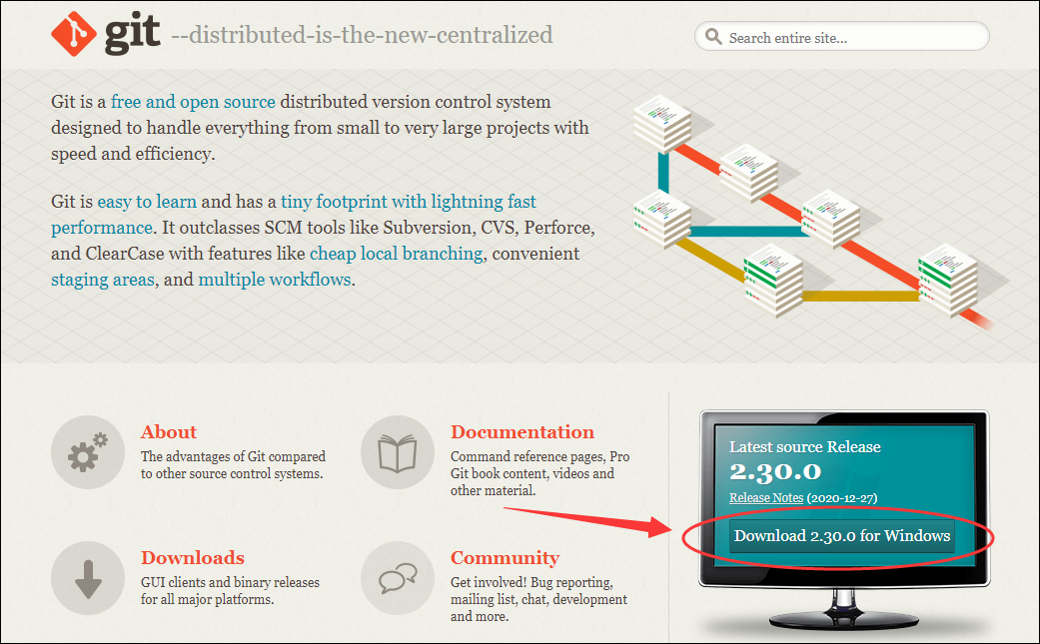 git --distributed-is-the-new-centralized
Search entire site...
Git is a free and open source distributed version control system
designed to handle everything from small to very large projects with
speed and efficiency.
Git is easy to learn and has a tiny footprint with lightning fast
performance. It outclasses SCM tools like Subversion, CVS, Perforce,
and ClearCase with features like cheap local branching, convenient
staging areas, and multiple workflows.
About
The advantages of Git compared
to other source control systems.
Documentation
Command reference pages, Pro
Git book content, videos and
other material.
Downloads
GUI clients and binary releases
for all major platforms.
Community
Get involved! Bug reporting,
mailing list, chat, development
and more.
Latest source Release
2.30.0
Release Notes (2020-12-27)
Download 2.30.0 for Windows